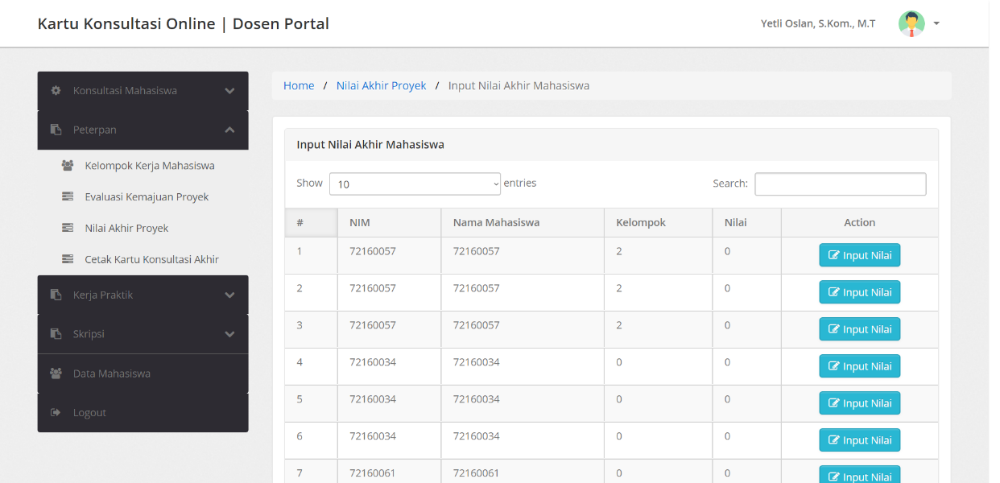 Kartu Konsultasi Online | Dosen Portal
Yetli Oslan, S.Kom., M.T
Konsultasi Mahasiswa
Peterpan
Kelompok Kerja Mahasiswa
Evaluasi Kemajuan Proyek
Nilai Akhir Proyek
Cetak Kartu Konsultasi Akhir
Kerja Praktik
Skripsi
Data Mahasiswa
Logout
Home / Nilai Akhir Proyek / Input Nilai Akhir Mahasiswa
Input Nilai Akhir Mahasiswa
Show 10 entries Search:
# NIM Nama Mahasiswa Kelompok Nilai Action
1 72160057 72160057 2 0 Input Nilai
2 72160057 72160057 2 0 Input Nilai
3 72160057 72160057 2 0 Input Nilai
4 72160034 72160034 0 0 Input Nilai
5 72160034 72160034 0 0 Input Nilai
6 72160034 72160034 0 0 Input Nilai
7 72160061 72160061 0 0 Input Nilai